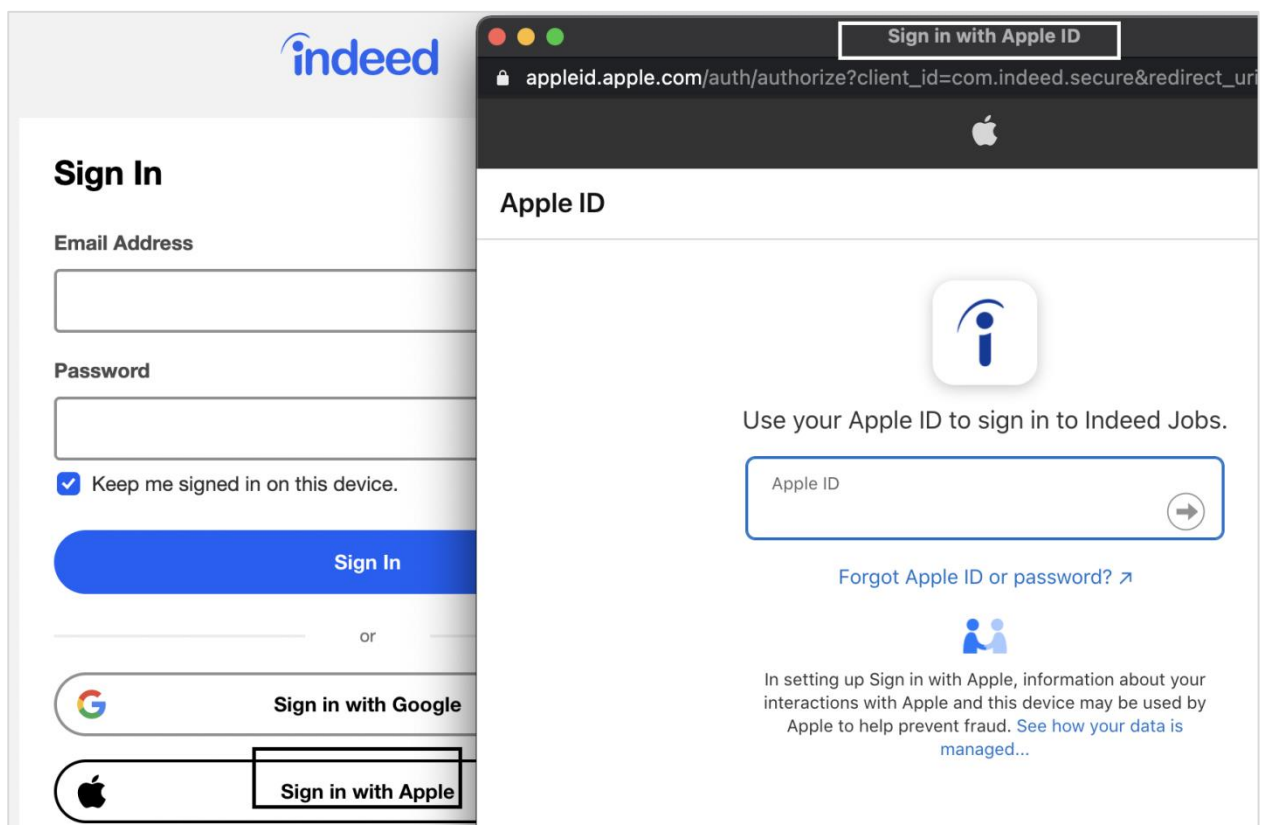 indeed
Sign In
Email Address
Password
Keep me signed in on this device.
Sign In
or
Sign in with Google
Sign in with Apple
Sign in with Apple ID
appleid.apple.com/auth/authorize?client_id=com.indeed.secure&redirect_uri
Apple ID
Use your Apple ID to sign in to Indeed Jobs.
Apple ID
Forgot Apple ID or password?
In setting up Sign in with Apple, information about your
interactions with Apple and this device may be used by
Apple to help prevent fraud. See how your data is
managed...